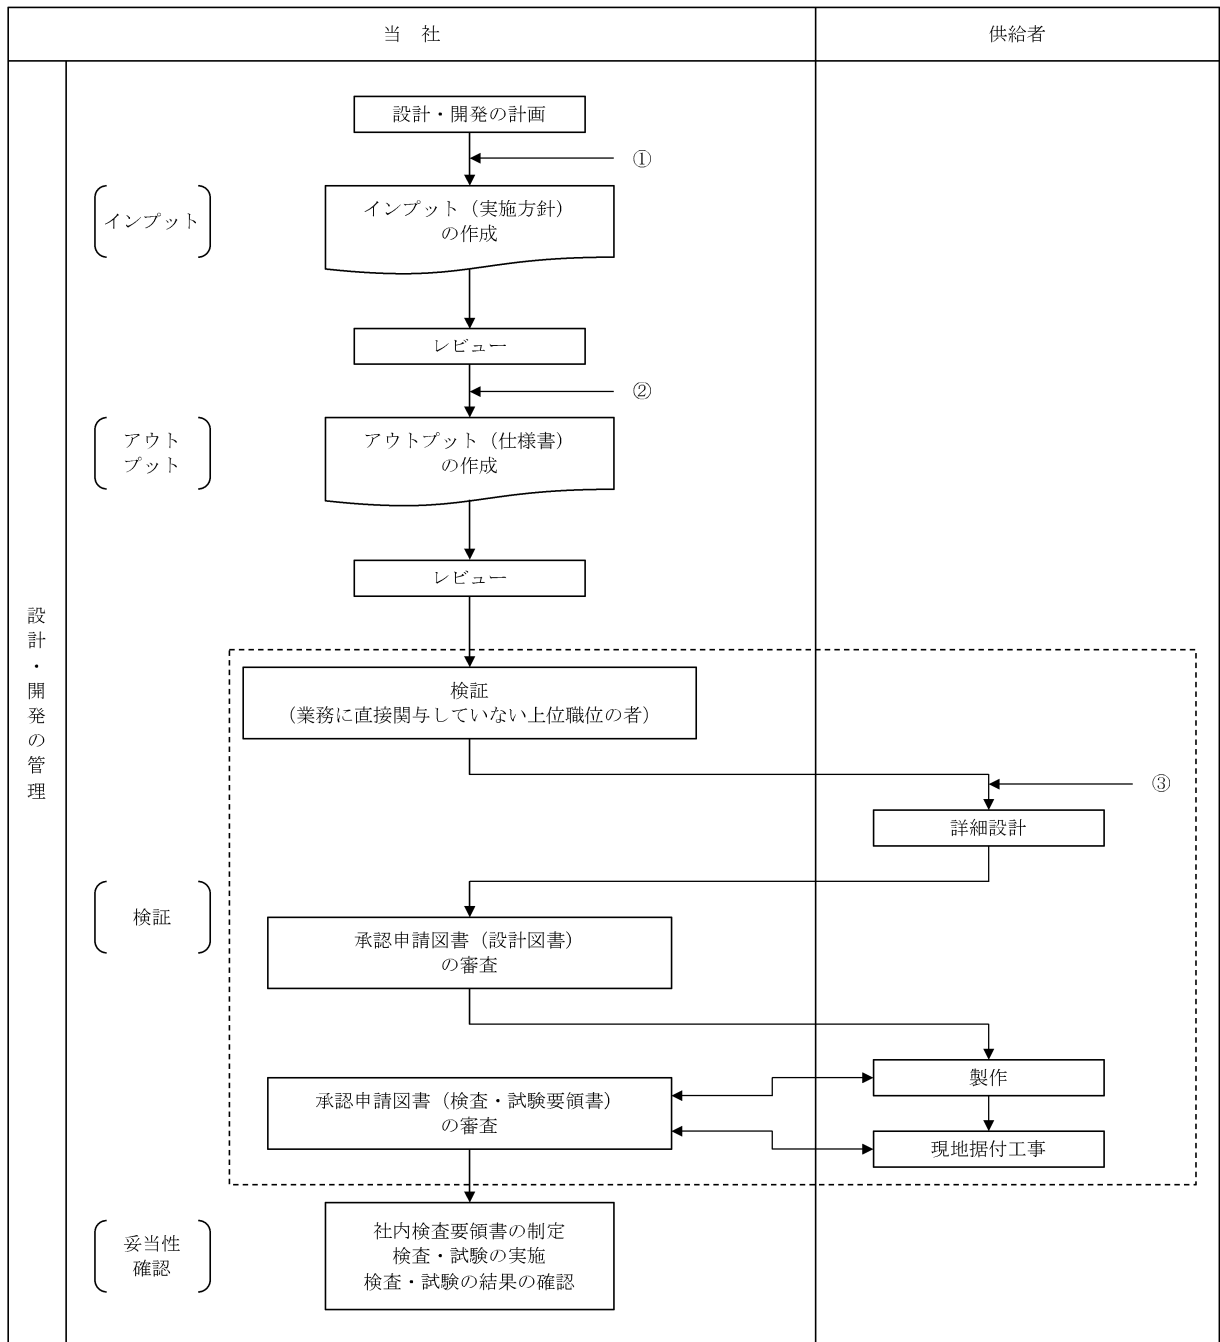 当　社
供給者
設計・開発の管理
設計・開発の計画
①
インプット
インプット（実施方針）
の作成
レビュー
②
アウト
プット
アウトプット（仕様書）
の作成
レビュー
検証
（業務に直接関与していない上位職位の者）
③
詳細設計
検証
承認申請図書（設計図書）
の審査
製作
承認申請図書（検査・試験要領書）
の審査
現地据付工事
妥当性
確認
社内検査要領書の制定
検査・試験の実施
検査・試験の結果の確認